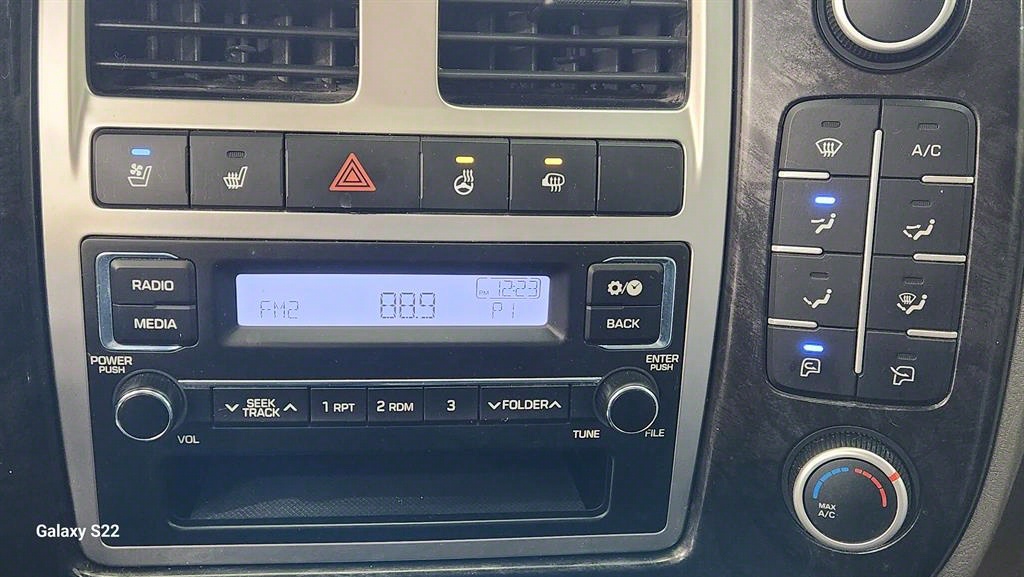 A/C
RADIO
MEDIA
FM2
88.9
PM 12:23
P1
BACK
POWER
PUSH
ENTER
PUSH
SEEK
TRACK
1 RPT
2 RDM
3
FOLDER
VOL
TUNE
FILE
MAX
A/C
Galaxy S22